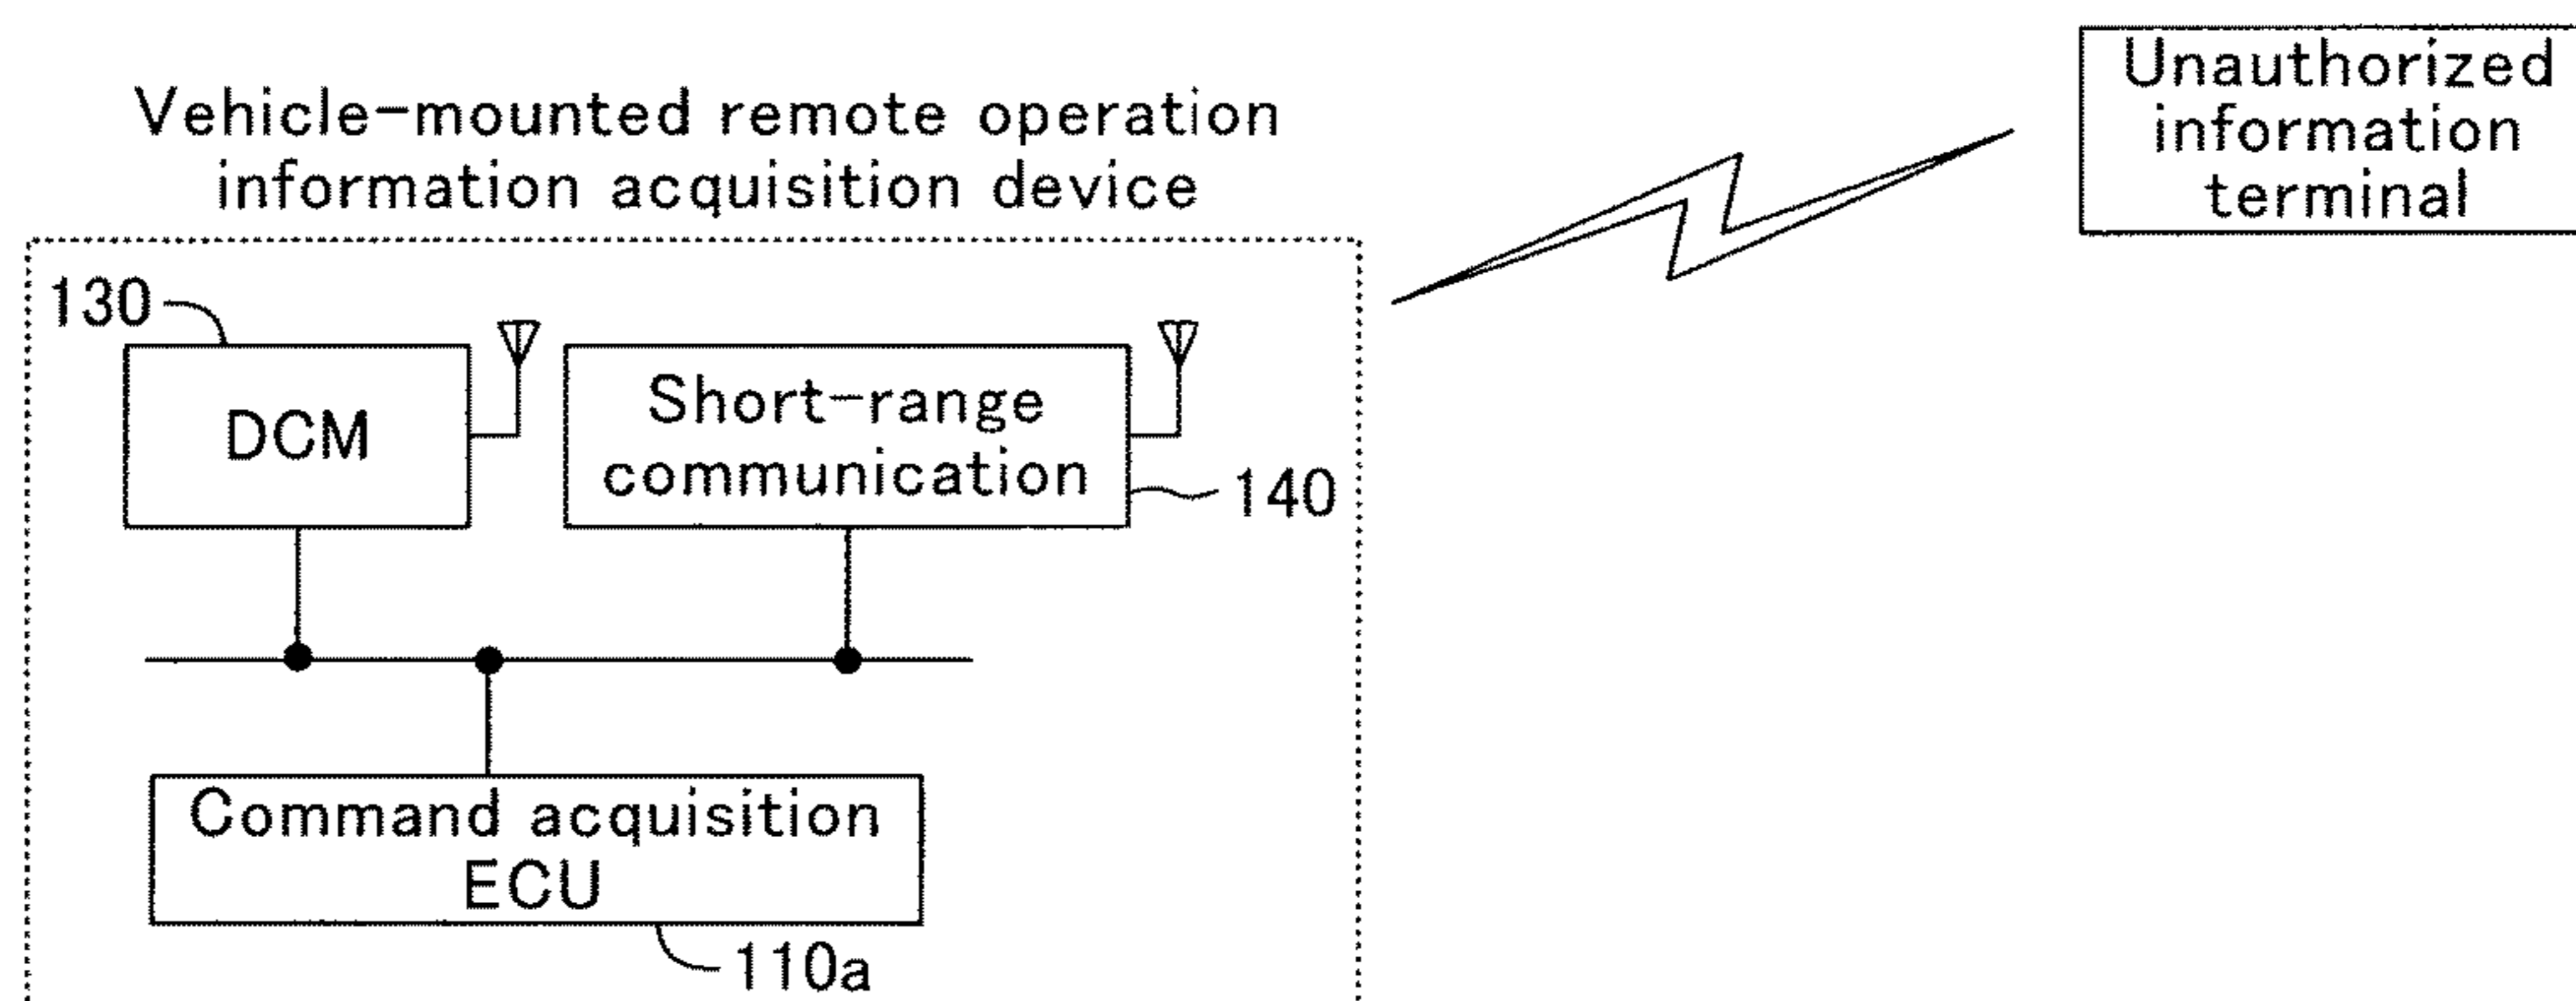 Vehicle-mounted remote operation
information acquisition device
Unauthorized
information
terminal
130
DCM
Short-range
communication
140
Command acquisition
ECU
110a